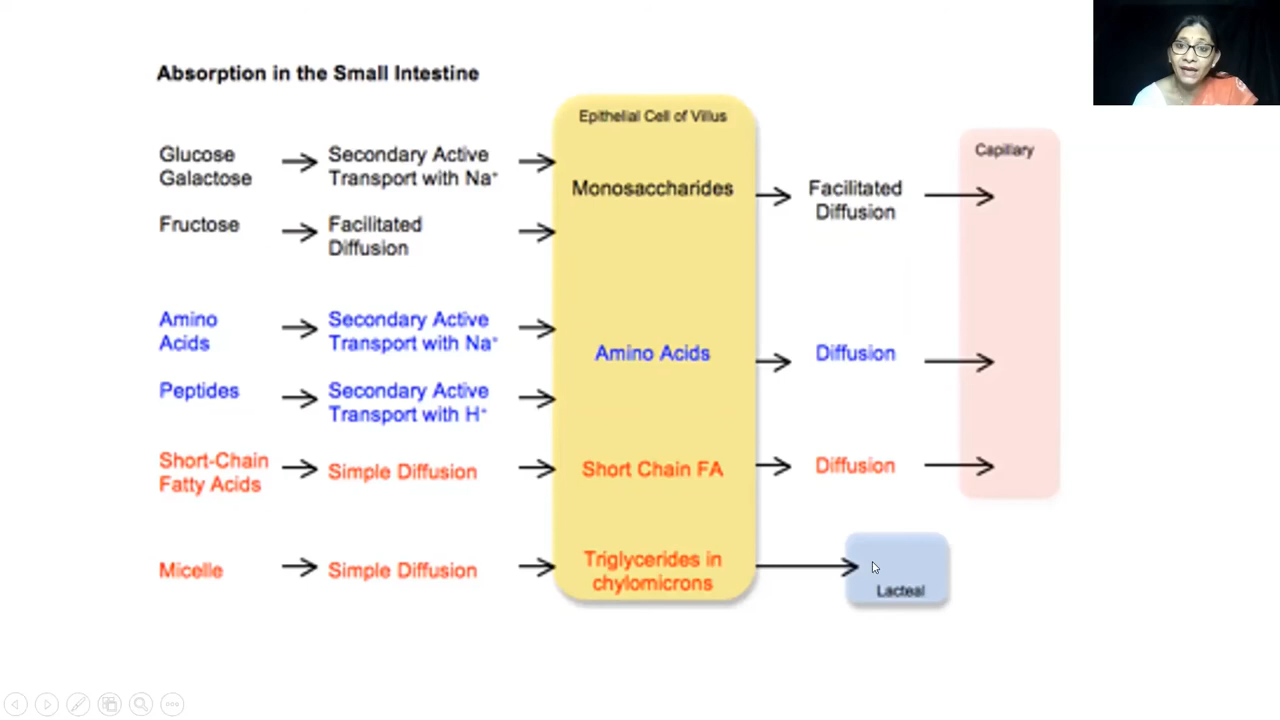 Absorption in the Small Intestine
Epithelial Cell of Villus
Capillary
Glucose
Galactose
Secondary Active
Transport with Na⁺
Monosaccharides
Facilitated
Diffusion
Fructose
Facilitated
Diffusion
Amino
Acids
Secondary Active
Transport with Na⁺
Amino Acids
Diffusion
Peptides
Secondary Active
Transport with H⁺
Short-Chain
Fatty Acids
Simple Diffusion
Short Chain FA
Diffusion
Micelle
Simple Diffusion
Triglycerides in
chylomicrons
Lacteal